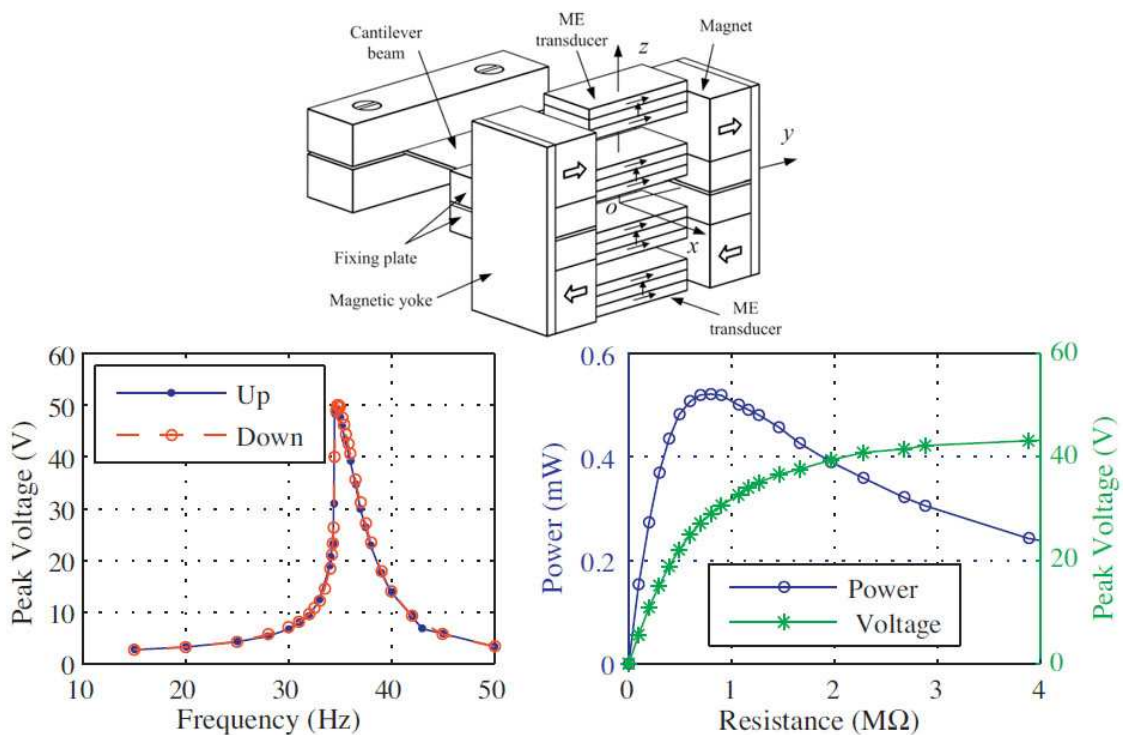 ME
transducer
z
Magnet
Cantilever
beam
y
o
x
Fixing plate
Magnetic yoke
ME
transducer
60
50
40
30
20
10
0
Peak Voltage (V)
Up
Down
10 20 30 40 50
Frequency (Hz)
0.6
0.4
0.2
0
Power (mW)
60
40
20
0
Peak Voltage (V)
Power
Voltage
0 1 2 3 4
Resistance (MΩ)